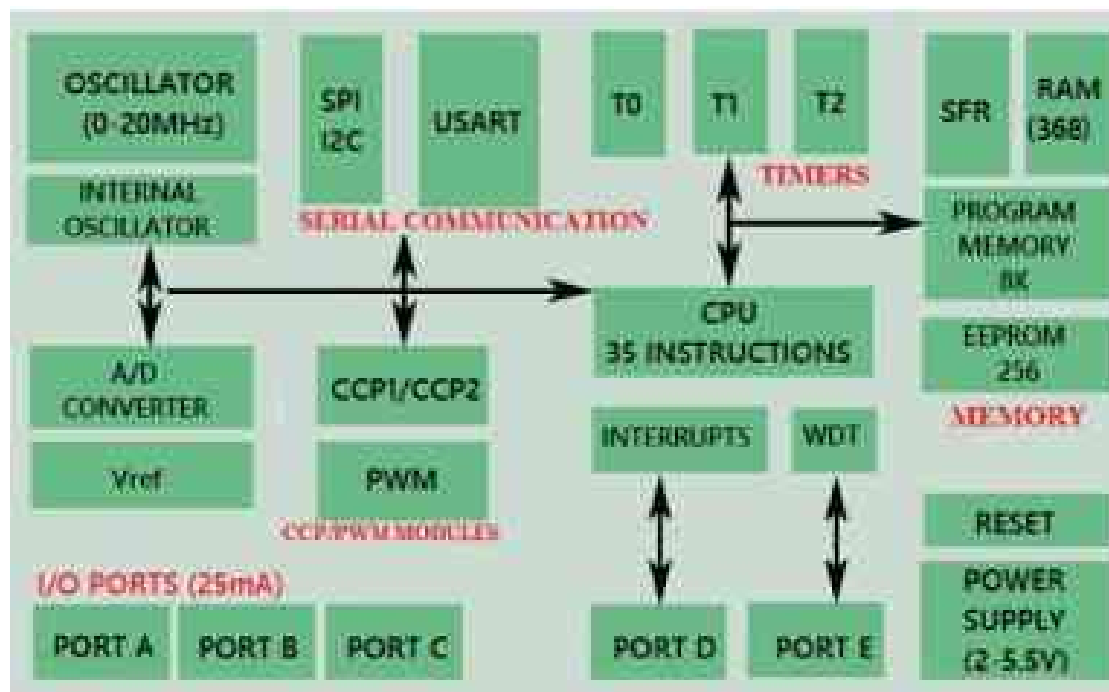 OSCILLATOR
(0-20MHz)
INTERNAL
OSCILLATOR
SPI
I2C
USART
SERIAL COMMUNICATION
T0
T1
T2
TIMERS
SFR
RAM
(368)
PROGRAM
MEMORY
8K
EEPROM
256
MEMORY
CPU
35 INSTRUCTIONS
A/D
CONVERTER
Vref
CCP1/CCP2
PWM
CCP/PWM MODULES
INTERRUPTS
WDT
RESET
POWER
SUPPLY
(2-5.5V)
I/O PORTS (25mA)
PORT A
PORT B
PORT C
PORT D
PORT E